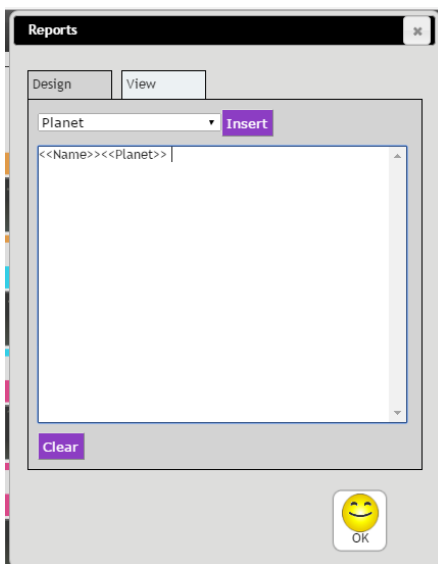 Reports
Design View
Planet Insert
<<Name>><<Planet>>
Clear
OK